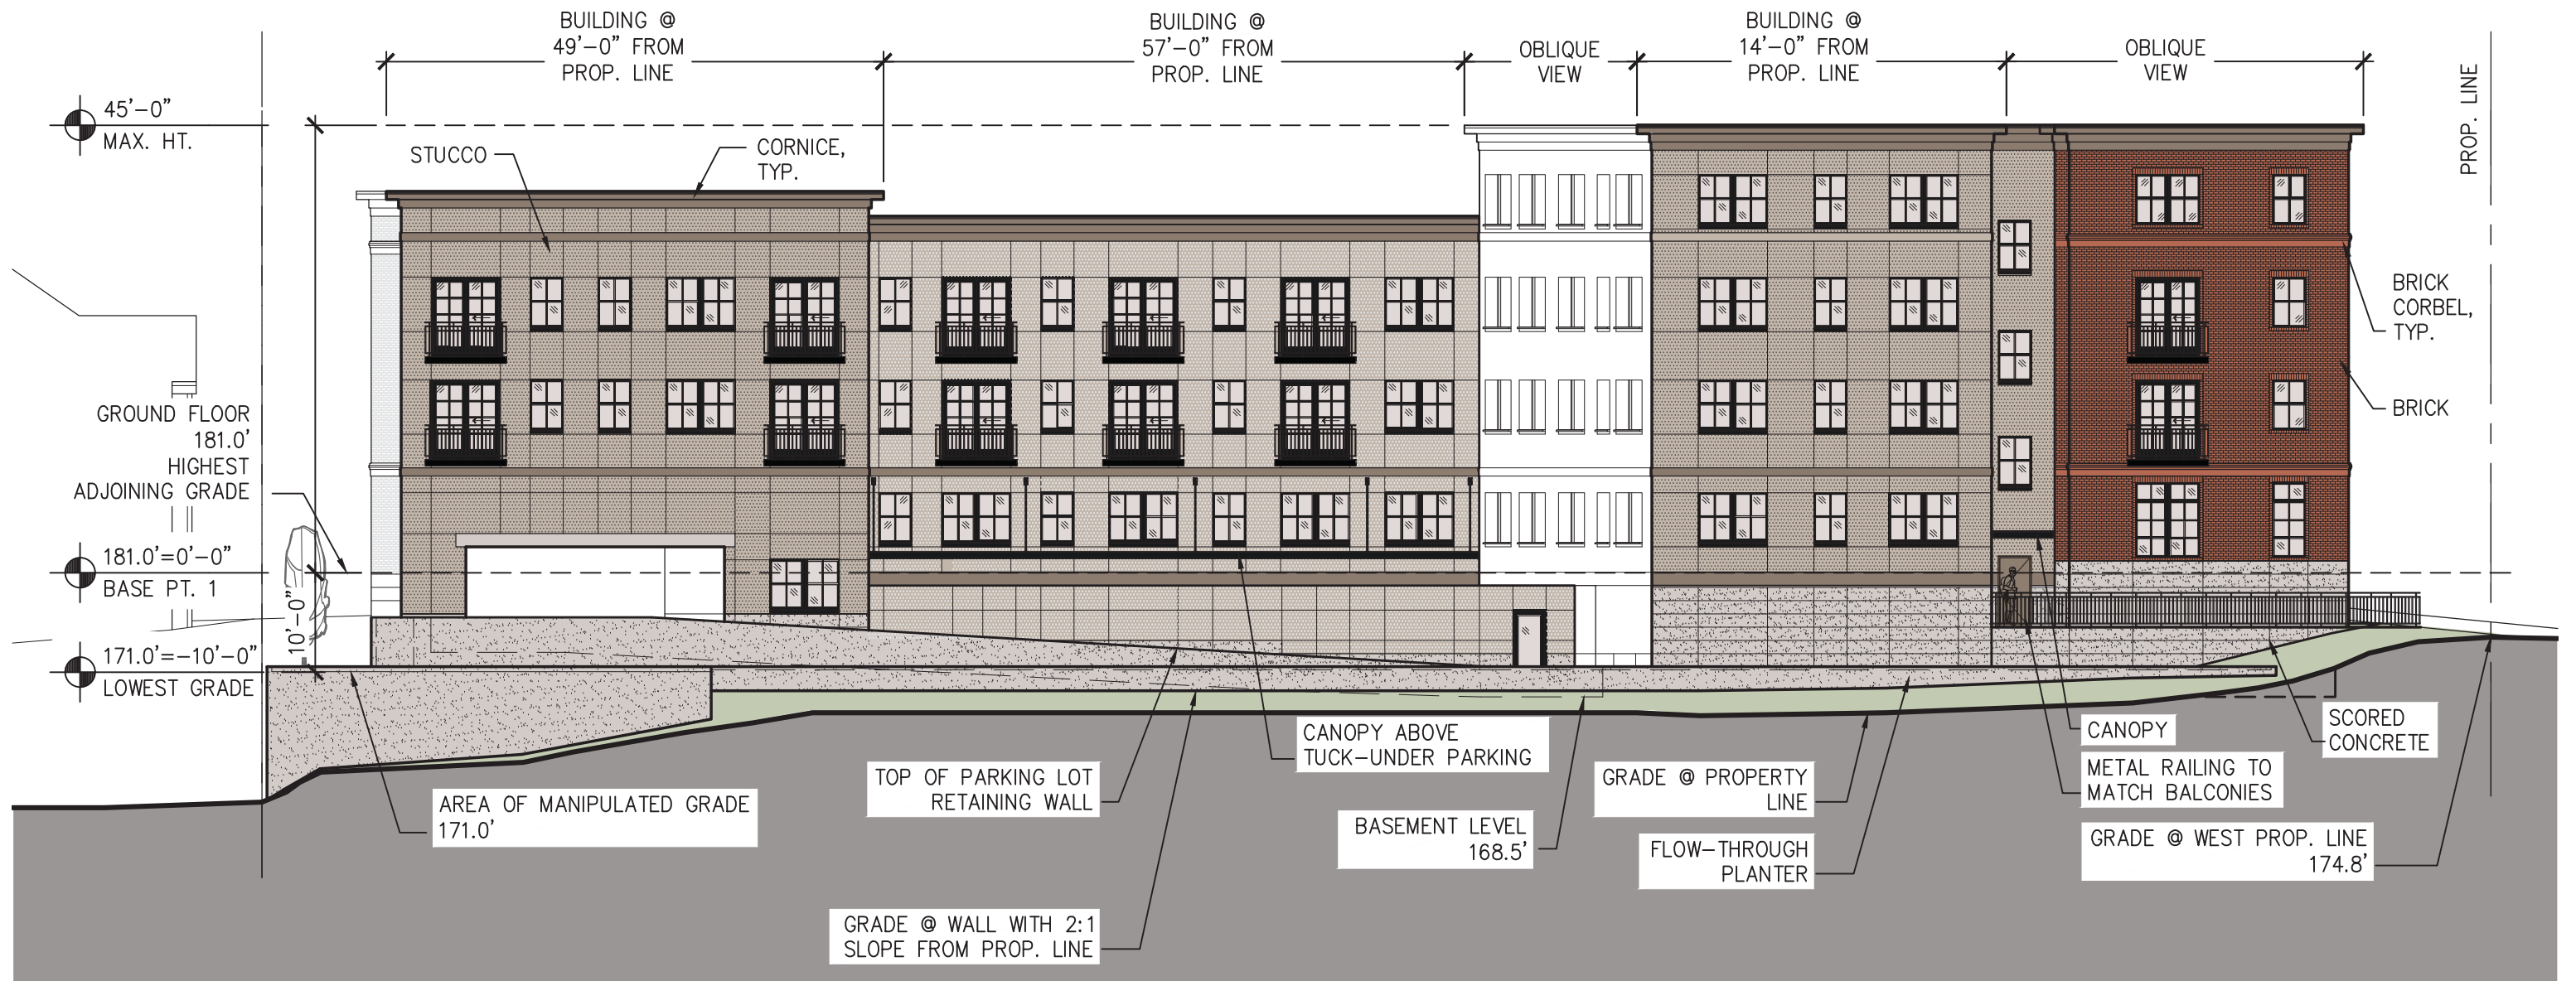 BUILDING @
49'-0" FROM
PROP. LINE
BUILDING @
57'-0" FROM
PROP. LINE
OBLIQUE
VIEW
BUILDING @
14'-0" FROM
PROP. LINE
OBLIQUE
VIEW
PROP. LINE
45'-0"
MAX. HT.
STUCCO
CORNICE,
TYP.
BRICK
CORBEL,
TYP.
BRICK
GROUND FLOOR
181.0'
HIGHEST
ADJOINING GRADE
181.0'=0'-0"
BASE PT. 1
10'-0"
171.0'=-10'-0"
LOWEST GRADE
AREA OF MANIPULATED GRADE
171.0'
TOP OF PARKING LOT
RETAINING WALL
GRADE @ WALL WITH 2:1
SLOPE FROM PROP. LINE
CANOPY ABOVE
TUCK-UNDER PARKING
BASEMENT LEVEL
168.5'
GRADE @ PROPERTY
LINE
FLOW-THROUGH
PLANTER
CANOPY
METAL RAILING TO
MATCH BALCONIES
SCORED
CONCRETE
GRADE @ WEST PROP. LINE
174.8'